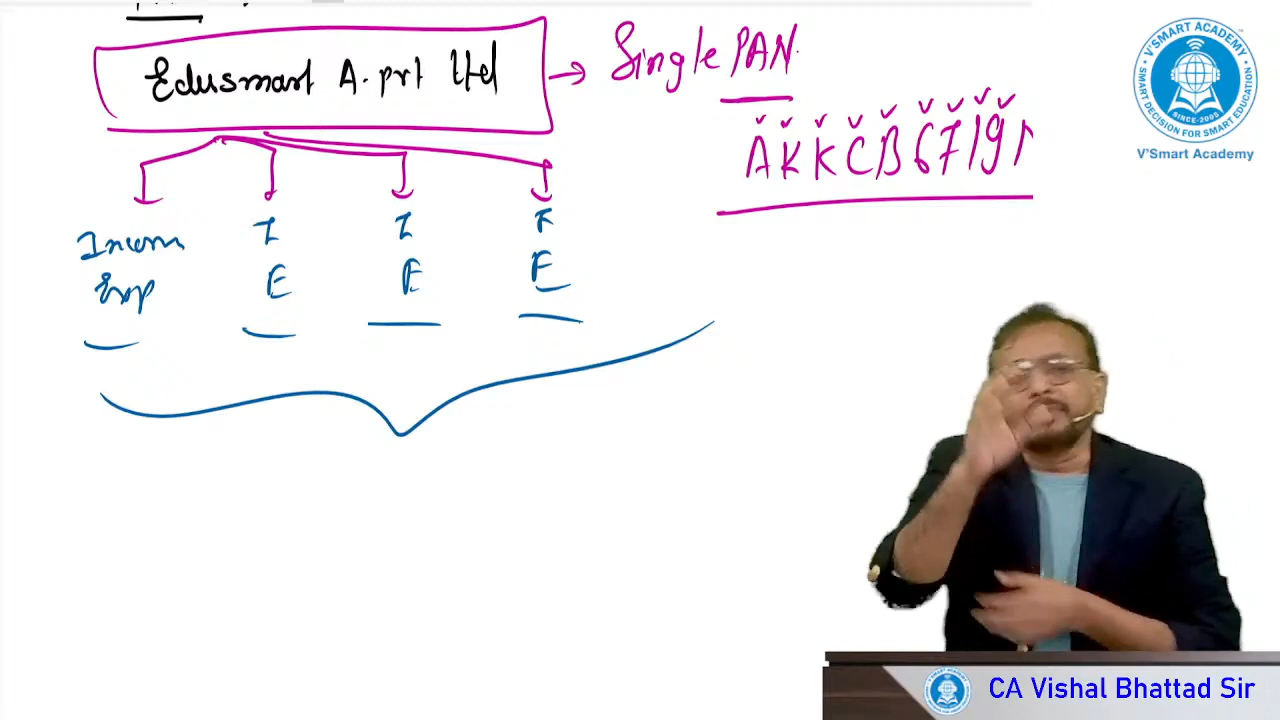 Edusmart A. prt Ltd → Single PAN.
AKKCB6719
Incom I I
Exp E E E
V'SMART ACADEMY
SMART DECISION FOR SMART EDUCATION
SINCE-2005
V'Smart Academy
CA Vishal Bhattad Sir